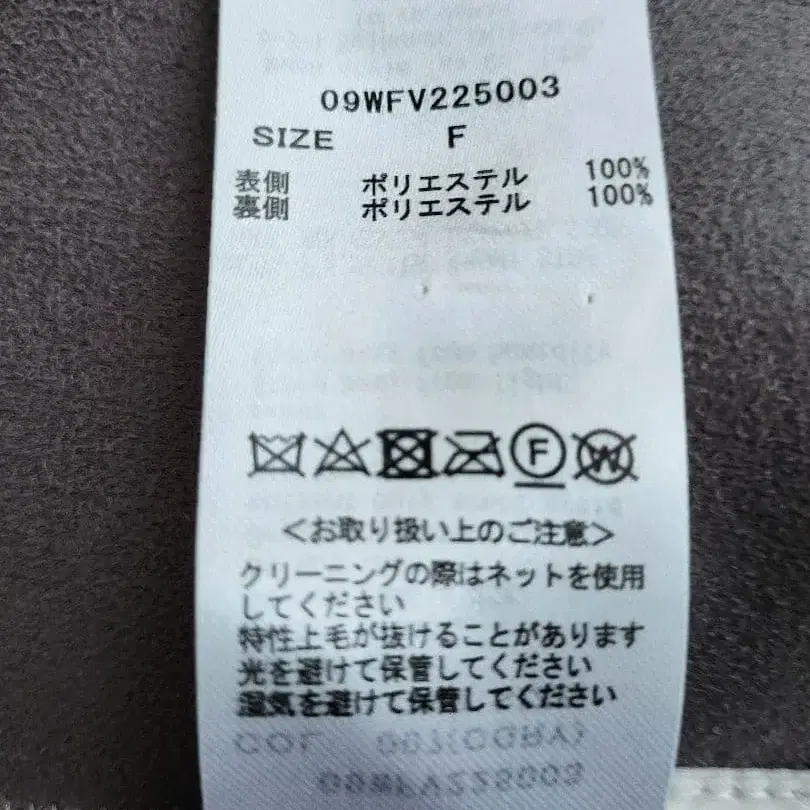 09WFV225003
SIZE F
表側 ポリエステル 100%
裏側 ポリエステル 100%
F
W
<お取り扱い上のご注意>
クリーニングの際はネットを使用
してください
特性上毛が抜けることがあります
光を避けて保管してください
湿気を避けて保管してください
COL 007(CGRY)
09WFV225003